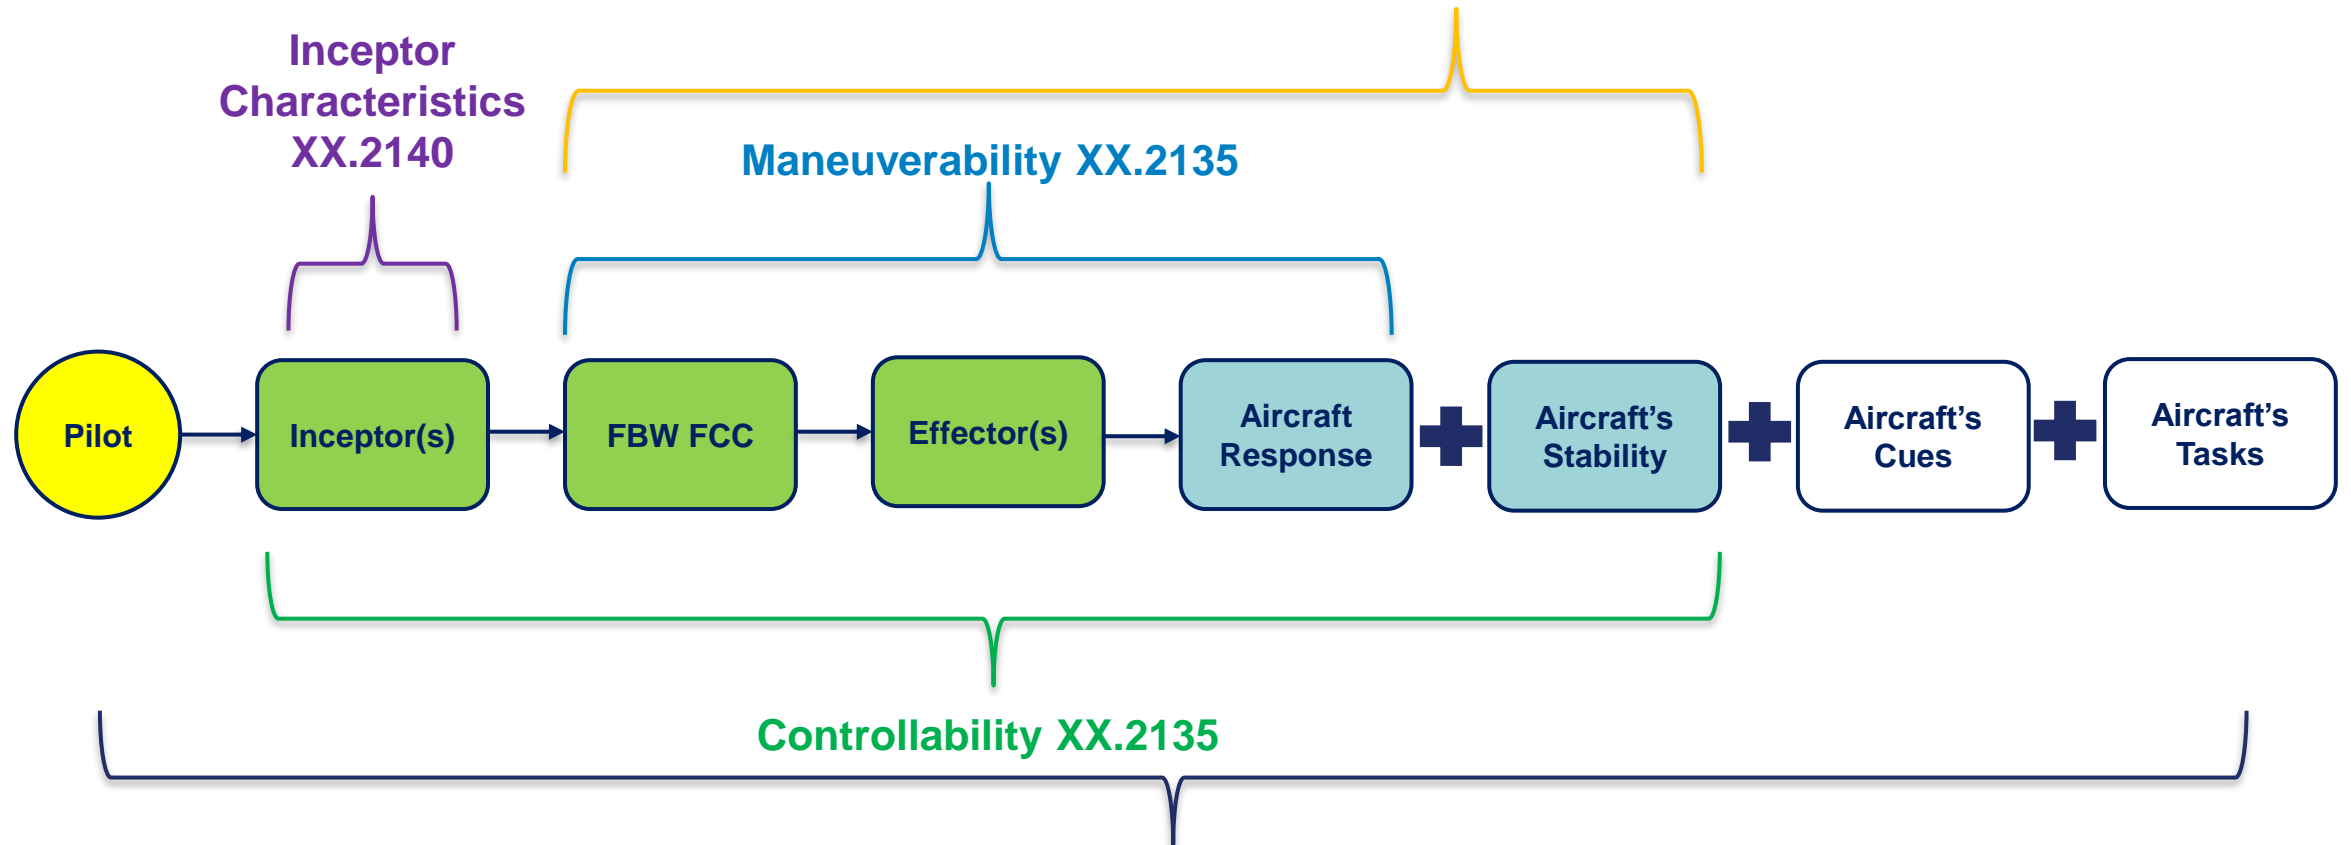 Inceptor
Characteristics
XX.2140
Maneuverability XX.2135
Pilot
Inceptor(s)
FBW FCC
Effector(s)
Aircraft
Response
Aircraft’s
Stability
Aircraft’s
Cues
Aircraft’s
Tasks
Controllability XX.2135